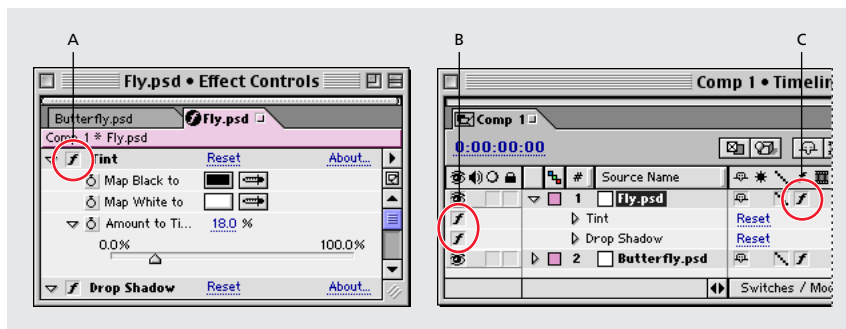 A
B
C
Fly.psd • Effect Controls
Butterfly.psd
Fly.psd
Comp 1 * Fly.psd
f Tint Reset About...
Map Black to
Map White to
Amount to Ti... 18.0 %
0.0% 100.0%
f Drop Shadow Reset About...
Comp 1 • Timelin
Comp 1
0:00:00:00
# Source Name
1 Fly.psd f
f Tint Reset
f Drop Shadow Reset
2 Butterfly.psd f
Switches / Mod